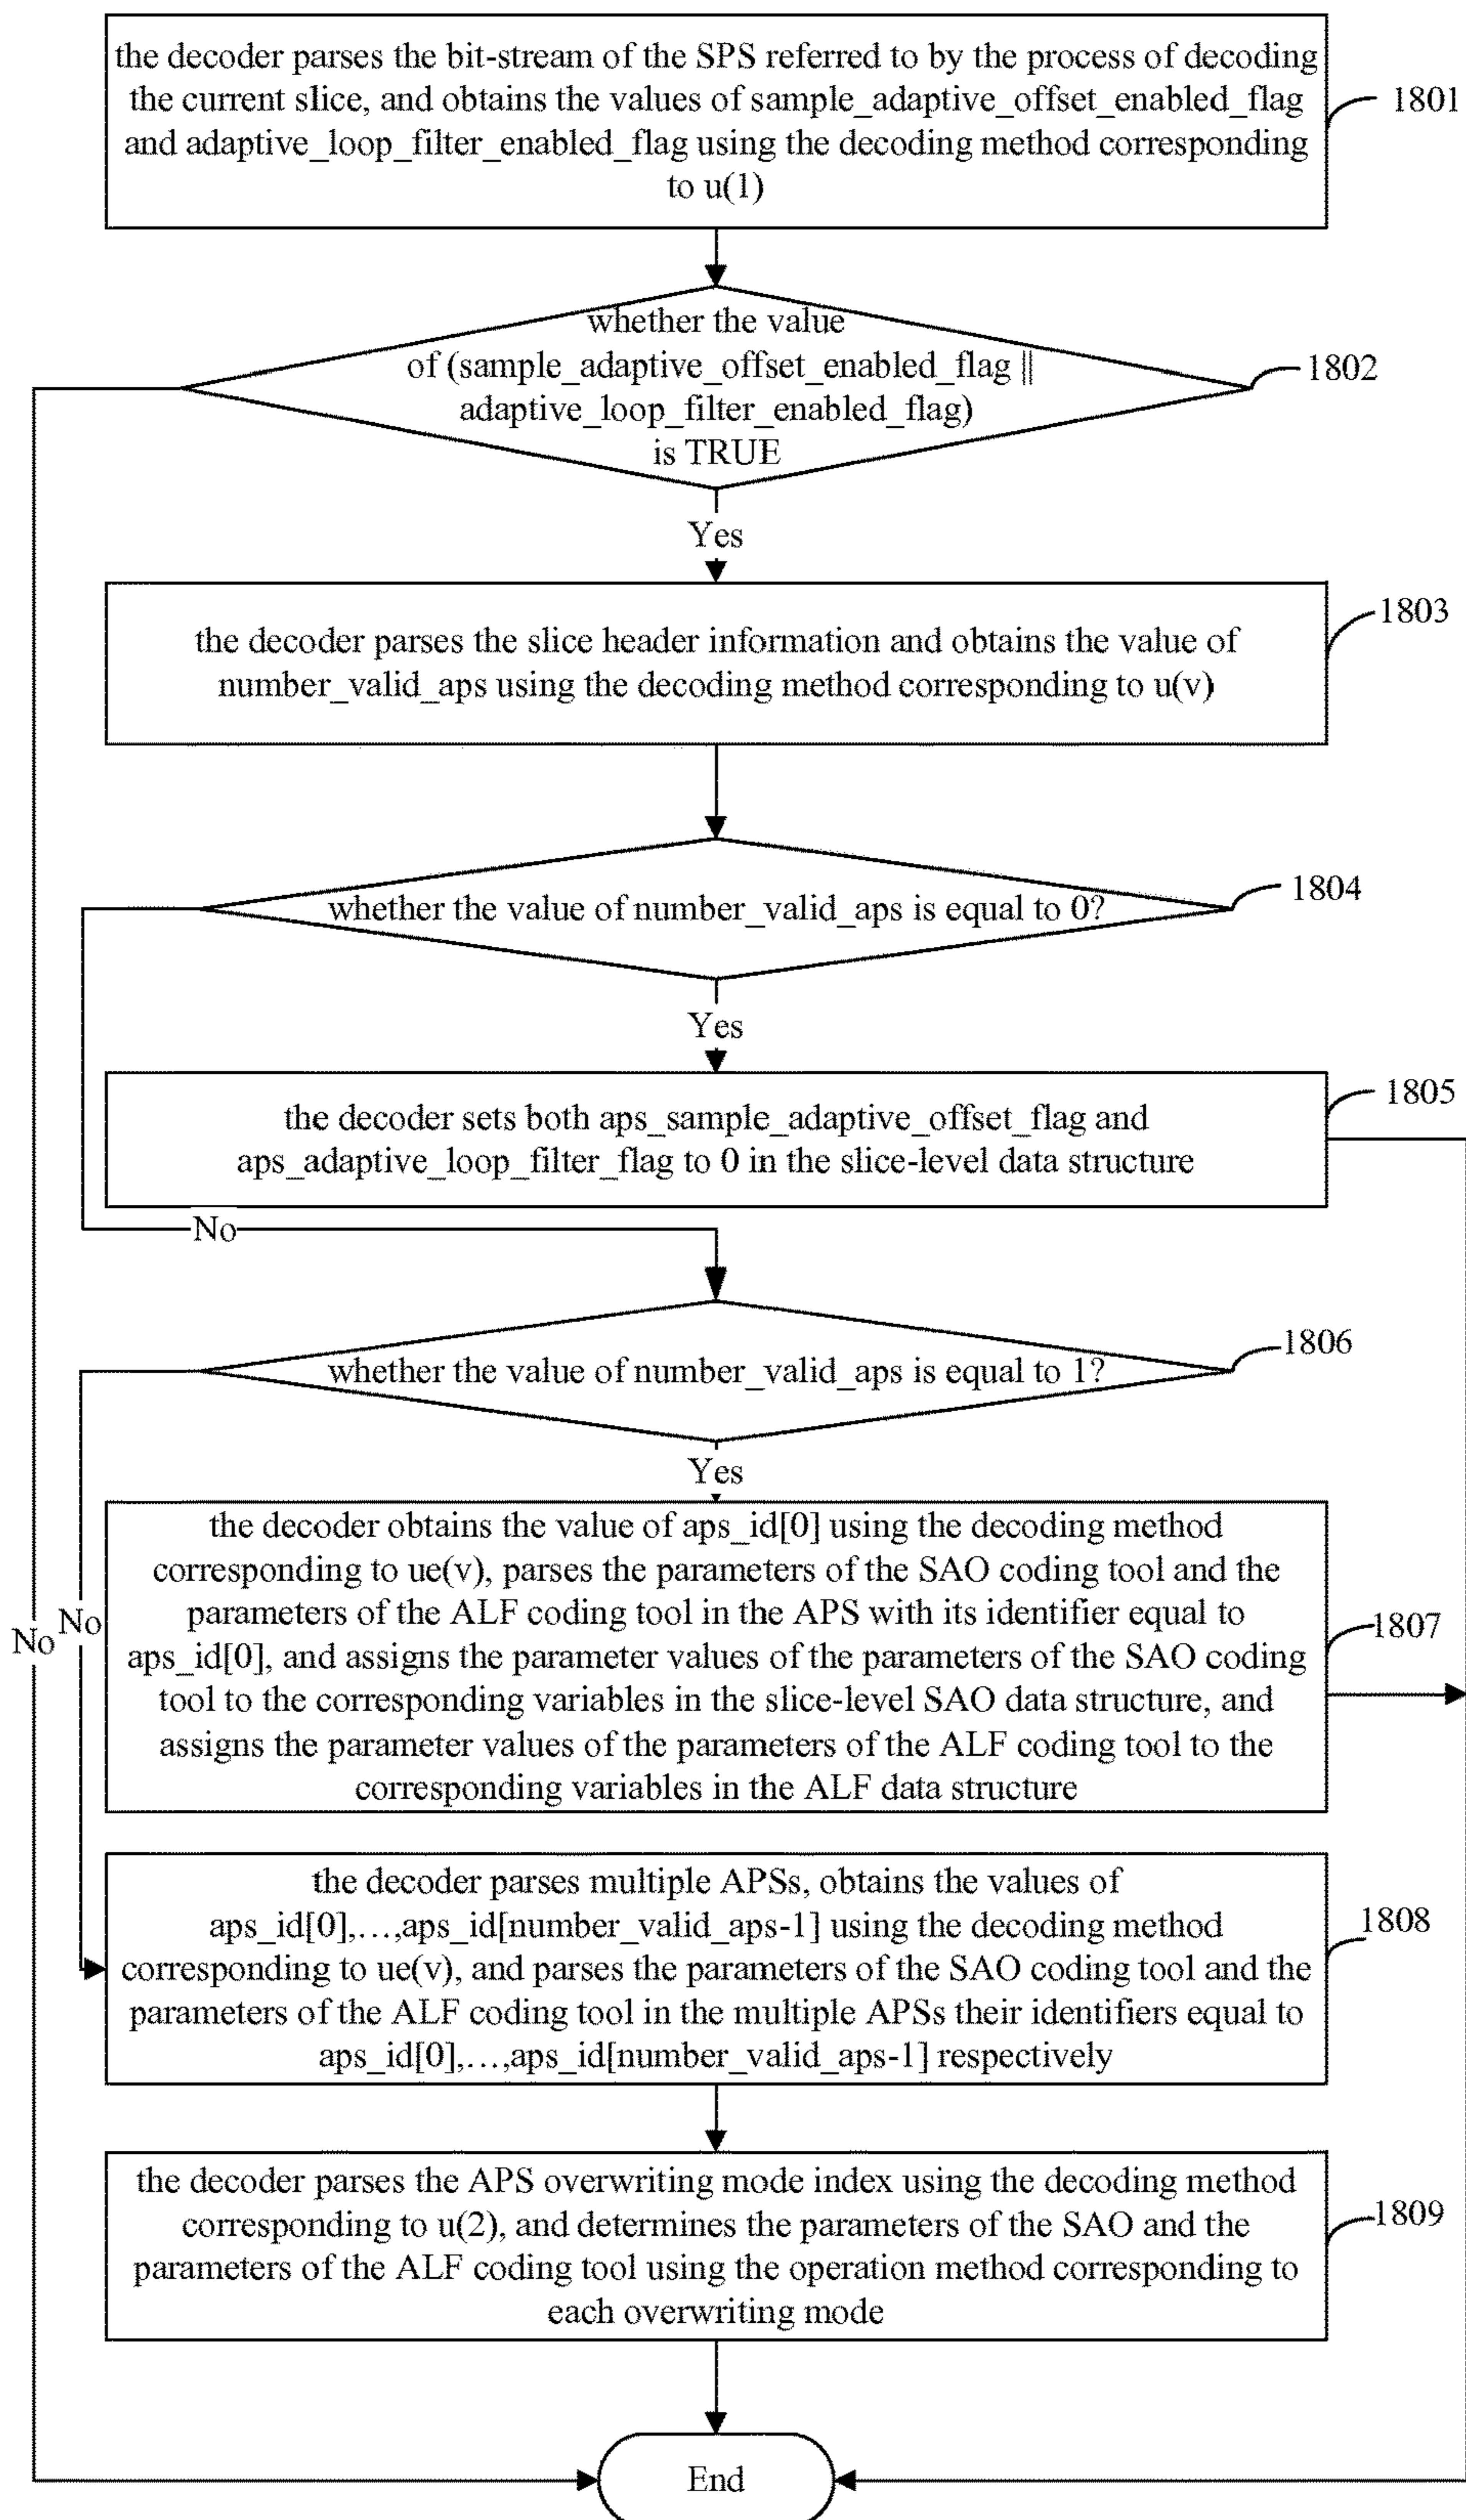 the decoder parses the bit-stream of the SPS referred to by the process of decoding
the current slice, and obtains the values of sample_adaptive_offset_enabled_flag
and adaptive_loop_filter_enabled_flag using the decoding method corresponding
to u(1)
1801
whether the value
of (sample_adaptive_offset_enabled_flag ||
adaptive_loop_filter_enabled_flag)
is TRUE
1802
Yes
the decoder parses the slice header information and obtains the value of
number_valid_aps using the decoding method corresponding to u(v)
1803
whether the value of number_valid_aps is equal to 0?
1804
Yes
the decoder sets both aps_sample_adaptive_offset_flag and
aps_adaptive_loop_filter_flag to 0 in the slice-level data structure
1805
No
whether the value of number_valid_aps is equal to 1?
1806
Yes
the decoder obtains the value of aps_id[0] using the decoding method
corresponding to ue(v), parses the parameters of the SAO coding tool and the
parameters of the ALF coding tool in the APS with its identifier equal to
aps_id[0], and assigns the parameter values of the parameters of the SAO coding
tool to the corresponding variables in the slice-level SAO data structure, and
assigns the parameter values of the parameters of the ALF coding tool to the
corresponding variables in the ALF data structure
1807
No
No
the decoder parses multiple APSs, obtains the values of
aps_id[0],…,aps_id[number_valid_aps-1] using the decoding method
corresponding to ue(v), and parses the parameters of the SAO coding tool and the
parameters of the ALF coding tool in the multiple APSs their identifiers equal to
aps_id[0],…,aps_id[number_valid_aps-1] respectively
1808
the decoder parses the APS overwriting mode index using the decoding method
corresponding to u(2), and determines the parameters of the SAO and the
parameters of the ALF coding tool using the operation method corresponding to
each overwriting mode
1809
End